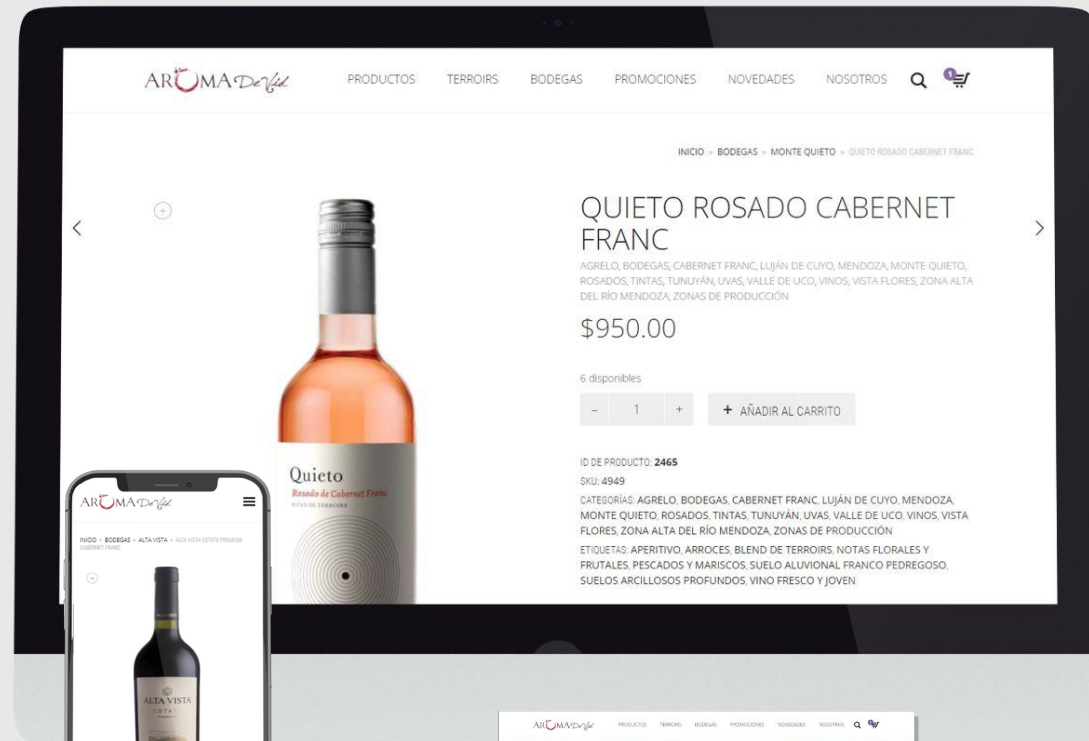 AROMA De Vid
PRODUCTOS TERROIRS BODEGAS PROMOCIONES NOVEDADES NOSOTROS 1
INICIO » BODEGAS » MONTE QUIETO » QUIETO ROSADO CABERNET FRANC
QUIETO ROSADO CABERNET
FRANC
AGRELO, BODEGAS, CABERNET FRANC, LUJÁN DE CUYO, MENDOZA, MONTE QUIETO,
ROSADOS, TINTAS, TUNUYÁN, UVAS, VALLE DE UCO, VINOS, VISTA FLORES, ZONA ALTA
DEL RÍO MENDOZA, ZONAS DE PRODUCCIÓN
$950.00
6 disponibles
– 1 + + AÑADIR AL CARRITO
ID DE PRODUCTO: 2465
SKU: 4949
CATEGORÍAS: AGRELO, BODEGAS, CABERNET FRANC, LUJÁN DE CUYO, MENDOZA,
MONTE QUIETO, ROSADOS, TINTAS, TUNUYÁN, UVAS, VALLE DE UCO, VINOS, VISTA
FLORES, ZONA ALTA DEL RÍO MENDOZA, ZONAS DE PRODUCCIÓN
ETIQUETAS: APERITIVO, ARROCES, BLEND DE TERROIRS, NOTAS FLORALES Y
FRUTALES, PESCADOS Y MARISCOS, SUELO ALUVIONAL FRANCO PEDREGOSO,
SUELOS ARCILLOSOS PROFUNDOS, VINO FRESCO Y JOVEN
Quieto
Rosado de Cabernet Franc
BLEND DE TERROIRS
AROMA De Vid
INICIO » BODEGAS » ALTA VISTA » ALTA VISTA ESTATE PREMIUM
CABERNET FRANC
ALTA VISTA
ESTATE
AROMA De Vid PRODUCTOS TERROIRS BODEGAS PROMOCIONES NOVEDADES NOSOTROS